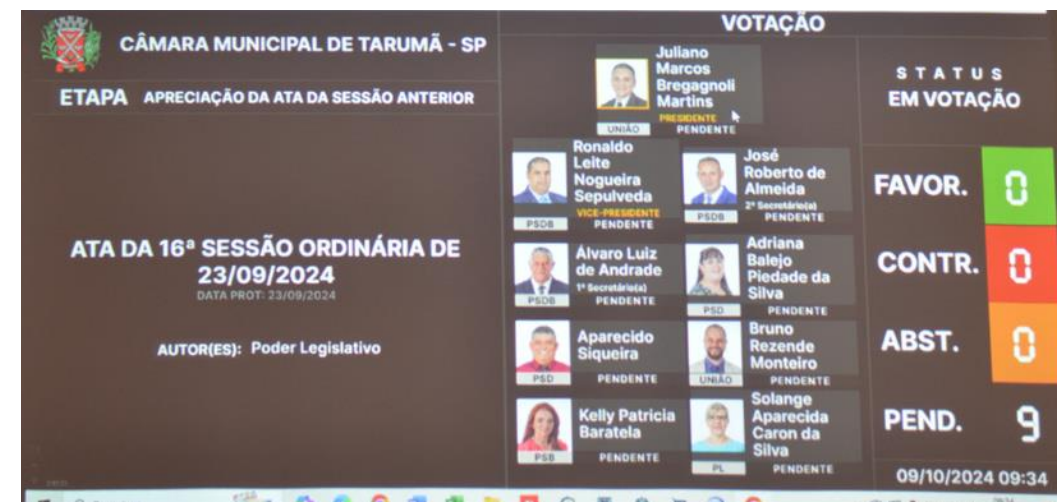 CÂMARA MUNICIPAL DE TARUMÃ - SP
ETAPA APRECIAÇÃO DA ATA DA SESSÃO ANTERIOR
ATA DA 16ª SESSÃO ORDINÁRIA DE
23/09/2024
DATA PROT: 23/09/2024
AUTOR(ES): Poder Legislativo
VOTAÇÃO
Juliano
Marcos
Bregagnoli
Martins
PRESIDENTE
UNIÃO PENDENTE
Ronaldo
Leite
Nogueira
Sepulveda
VICE-PRESIDENTE
PSDB PENDENTE
José
Roberto de
Almeida
2º Secretário(a)
PSDB PENDENTE
Álvaro Luiz
de Andrade
1º Secretário(a)
PSDB PENDENTE
Adriana
Balejo
Piedade da
Silva
PSD PENDENTE
Aparecido
Siqueira
PSD PENDENTE
Bruno
Rezende
Monteiro
UNIÃO PENDENTE
Kelly Patricia
Baratela
PSB PENDENTE
Solange
Aparecida
Caron da
Silva
PL PENDENTE
STATUS
EM VOTAÇÃO
FAVOR. 0
CONTR. 0
ABST. 0
PEND. 9
09/10/2024 09:34